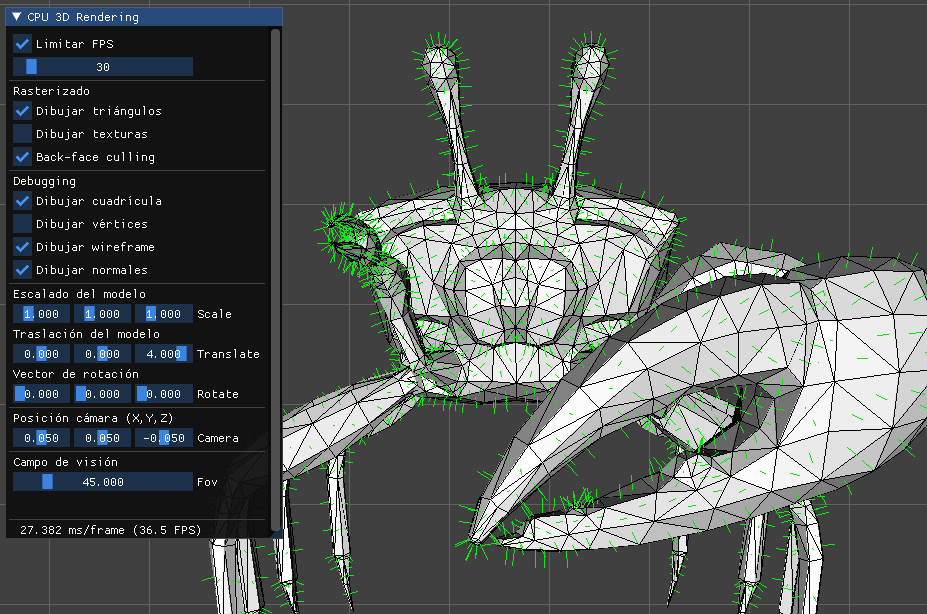 CPU 3D Rendering
Limitar FPS
30
Rasterizado
Dibujar triángulos
Dibujar texturas
Back-face culling
Debugging
Dibujar cuadrícula
Dibujar vértices
Dibujar wireframe
Dibujar normales
Escalado del modelo
1.000 1.000 1.000 Scale
Traslación del modelo
0.000 0.000 4.000 Translate
Vector de rotación
0.000 0.000 0.000 Rotate
Posición cámara (X,Y,Z)
0.050 0.050 -0.050 Camera
Campo de visión
45.000 Fov
27.382 ms/frame (36.5 FPS)